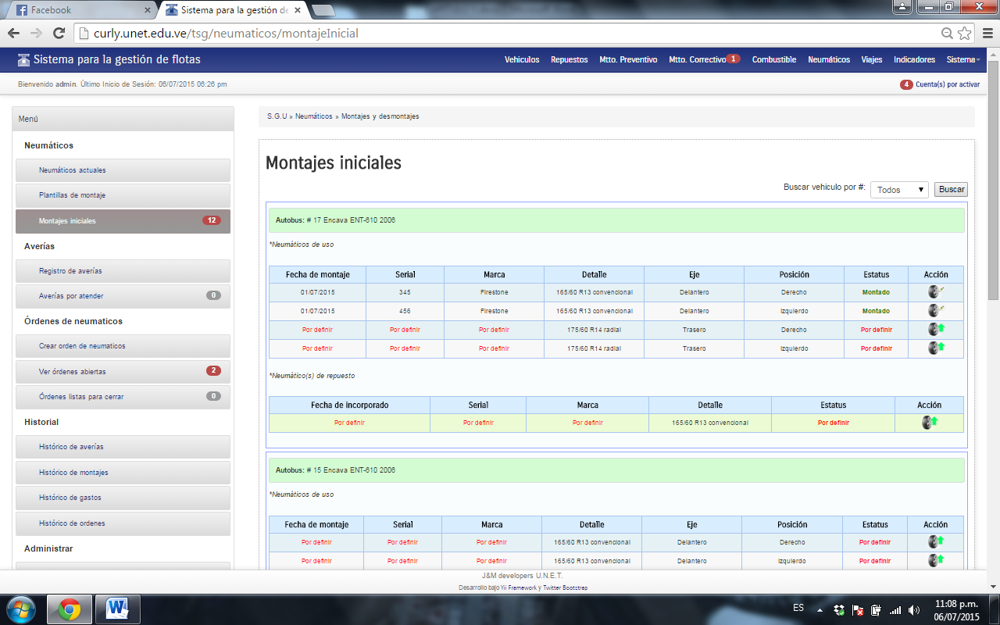 Facebook
Sistema para la gestión de
curly.unet.edu.ve/tsg/neumaticos/montajeInicial
Sistema para la gestión de flotas
Vehiculos Repuestos Mtto. Preventivo Mtto. Correctivo 1 Combustible Neumáticos Viajes Indicadores Sistema
Bienvenido admin. Último Inicio de Sesión: 06/07/2015 06:26 pm
4 Cuenta(s) por activar
Menú
Neumáticos
Neumáticos actuales
Plantillas de montaje
Montajes iniciales 12
Averías
Registro de averías
Averías por atender 0
Órdenes de neumaticos
Crear orden de neumaticos
Ver órdenes abiertas 2
Órdenes listas para cerrar 0
Historial
Histórico de averías
Histórico de montajes
Histórico de gastos
Histórico de ordenes
Administrar
S.G.U » Neumáticos » Montajes y desmontajes
Montajes iniciales
Buscar vehiculo por #: Todos Buscar
Autobus: # 17 Encava ENT-610 2006
*Neumáticos de uso
Fecha de montaje Serial Marca Detalle Eje Posición Estatus Acción
01/07/2015 345 Firestone 165/60 R13 convencional Delantero Derecho Montado
01/07/2015 456 Firestone 165/60 R13 convencional Delantero Izquierdo Montado
Por definir Por definir Por definir 175/60 R14 radial Trasero Derecho Por definir
Por definir Por definir Por definir 175/60 R14 radial Trasero Izquierdo Por definir
*Neumático(s) de repuesto
Fecha de incorporado Serial Marca Detalle Estatus Acción
Por definir Por definir Por definir 165/60 R13 convencional Por definir
Autobus: # 15 Encava ENT-610 2006
*Neumáticos de uso
Fecha de montaje Serial Marca Detalle Eje Posición Estatus Acción
Por definir Por definir Por definir 165/60 R13 convencional Delantero Derecho Por definir
Por definir Por definir Por definir 165/60 R13 convencional Delantero Izquierdo Por definir
J&M developers U.N.E.T.
Desarrollo bajo Yii Framework y Twitter Bootstrap
ES
11:08 p.m.
06/07/2015